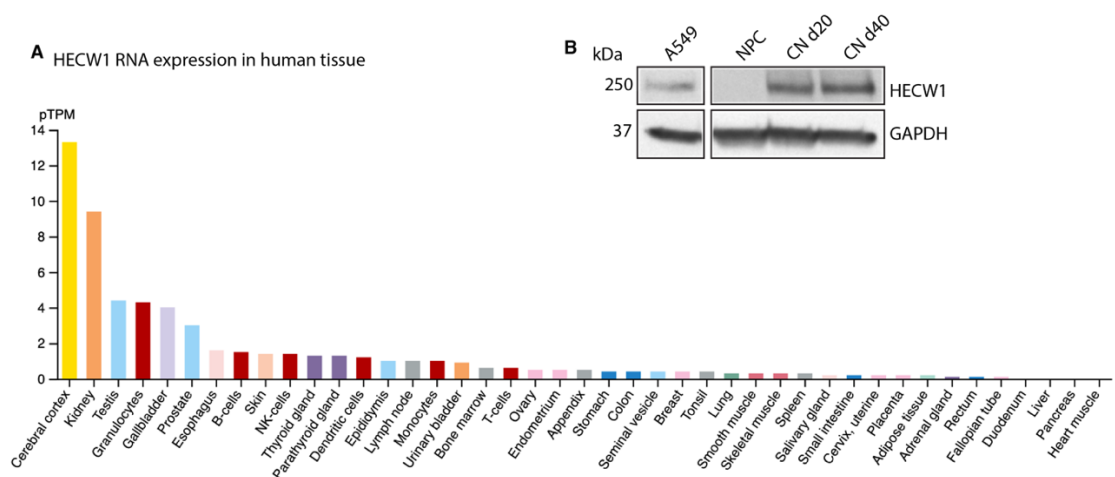 A HECW1 RNA expression in human tissue
pTPM
14
12
10
8
6
4
2
0
Cerebral cortex
Kidney
Testis
Granulocytes
Gallbladder
Prostate
Esophagus
B-cells
Skin
NK-cells
Thyroid gland
Parathyroid gland
Dendritic cells
Epididymis
Lymph node
Monocytes
Urinary bladder
Bone marrow
T-cells
Ovary
Endometrium
Appendix
Stomach
Colon
Seminal vesicle
Breast
Tonsil
Lung
Smooth muscle
Skeletal muscle
Spleen
Salivary gland
Small intestine
Cervix, uterine
Placenta
Adipose tissue
Adrenal gland
Rectum
Fallopian tube
Duodenum
Liver
Pancreas
Heart muscle
B kDa A549 NPC CN d20 CN d40
250 HECW1
37 GAPDH